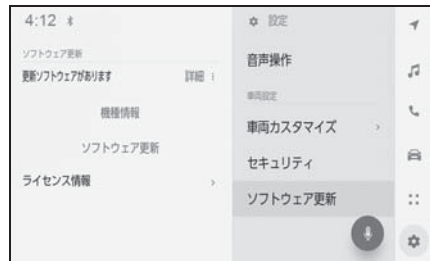 4:12
ソフトウェア更新
更新ソフトウェアがあります
詳細
機種情報
ソフトウェア更新
ライセンス情報
設定
音声操作
車両設定
車両カスタマイズ
セキュリティ
ソフトウェア更新